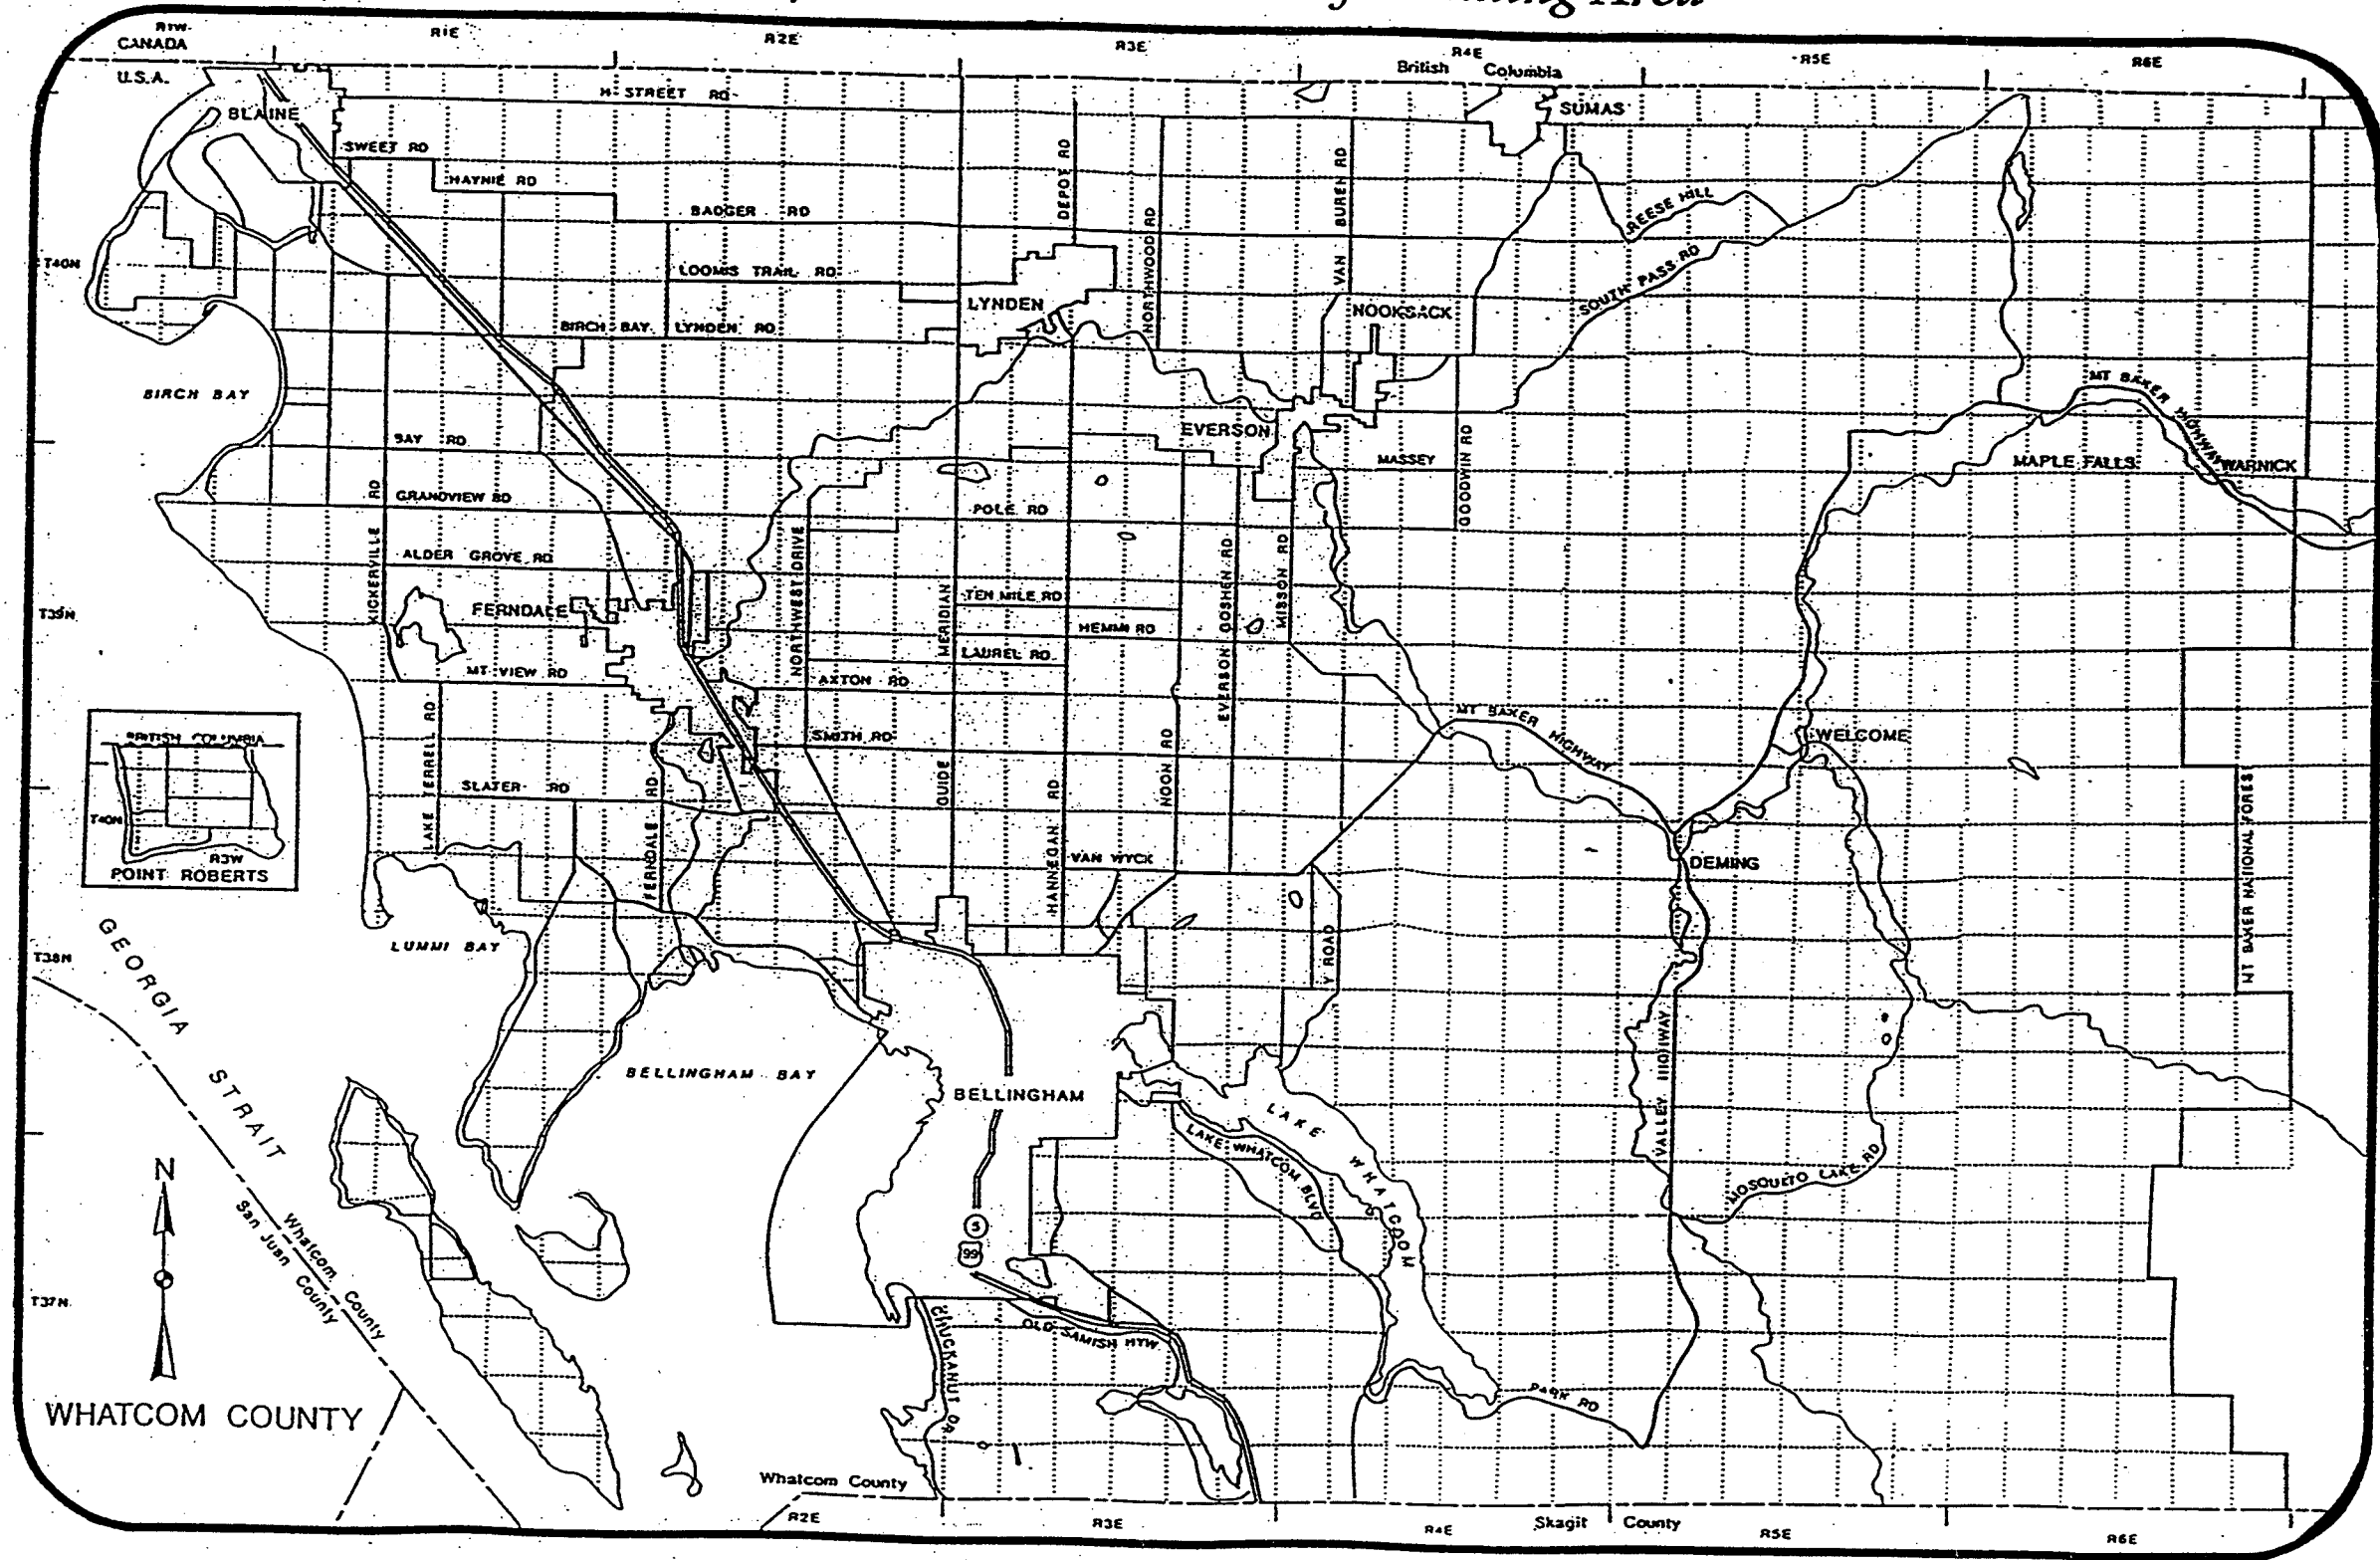 ing Area
R1W
R1E
R2E
R3E
R4E
R5E
R6E
CANADA
U.S.A.
British Columbia
BLAINE
H STREET RD
SUMAS
SWEET RD
HAYNIE RD
BADGER RD
DEPOT RD
NORTHWOOD RD
VAN BUREN RD
REESE HILL
SOUTH PASS RD
T40N
LOOMIS TRAIL RD
LYNDEN
NOOKSACK
BIRCH BAY LYNDEN RD
BIRCH BAY
MT BAKER HIGHWAY
BAY RD
EVERSON
MASSEY
GOODWIN RD
MAPLE FALLS
WARNICK
KICKERVILLE RD
GRANDVIEW RD
POLE RD
ALDER GROVE RD
NORTHWEST DRIVE
GUIDE MERIDIAN
EVERSON GOSHEN RD
MISSON RD
T39N
FERNDALE
TEN MILE RD
HEMMI RD
LAUREL RD
MT VIEW RD
AXTON RD
LAKE TERRELL RD
SMITH RD
NOON RD
MT BAKER HIGHWAY
WELCOME
BRITISH COLUMBIA
T40N
R3W
POINT ROBERTS
SLATER RD
FERNDALE RD
HANNEGAN RD
VAN WYCK
DEMING
MT BAKER NATIONAL FOREST
GEORGIA STRAIT
LUMMI BAY
T38N
Y ROAD
BELLINGHAM BAY
BELLINGHAM
LAKE WHATCOM
LAKE WHATCOM BLVD
VALLEY HIGHWAY
MOSQUITO LAKE RD
N
Whatcom County
San Juan County
5
99
T37N
CHUCKANUT DR
OLD SAMISH HYW
PARK RD
WHATCOM COUNTY
Whatcom County
Skagit County
R2E
R3E
R4E
R5E
R6E